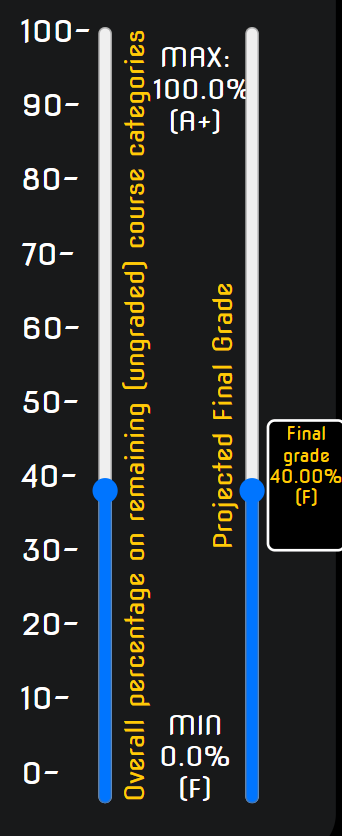 100-
90-
80-
70-
60-
50-
40-
30-
20-
10-
0-
Overall percentage on remaining (ungraded) course categories
MAX:
100.0%
(A+)
Projected Final Grade
MIN
0.0%
(F)
Final
grade
40.00%
(F)